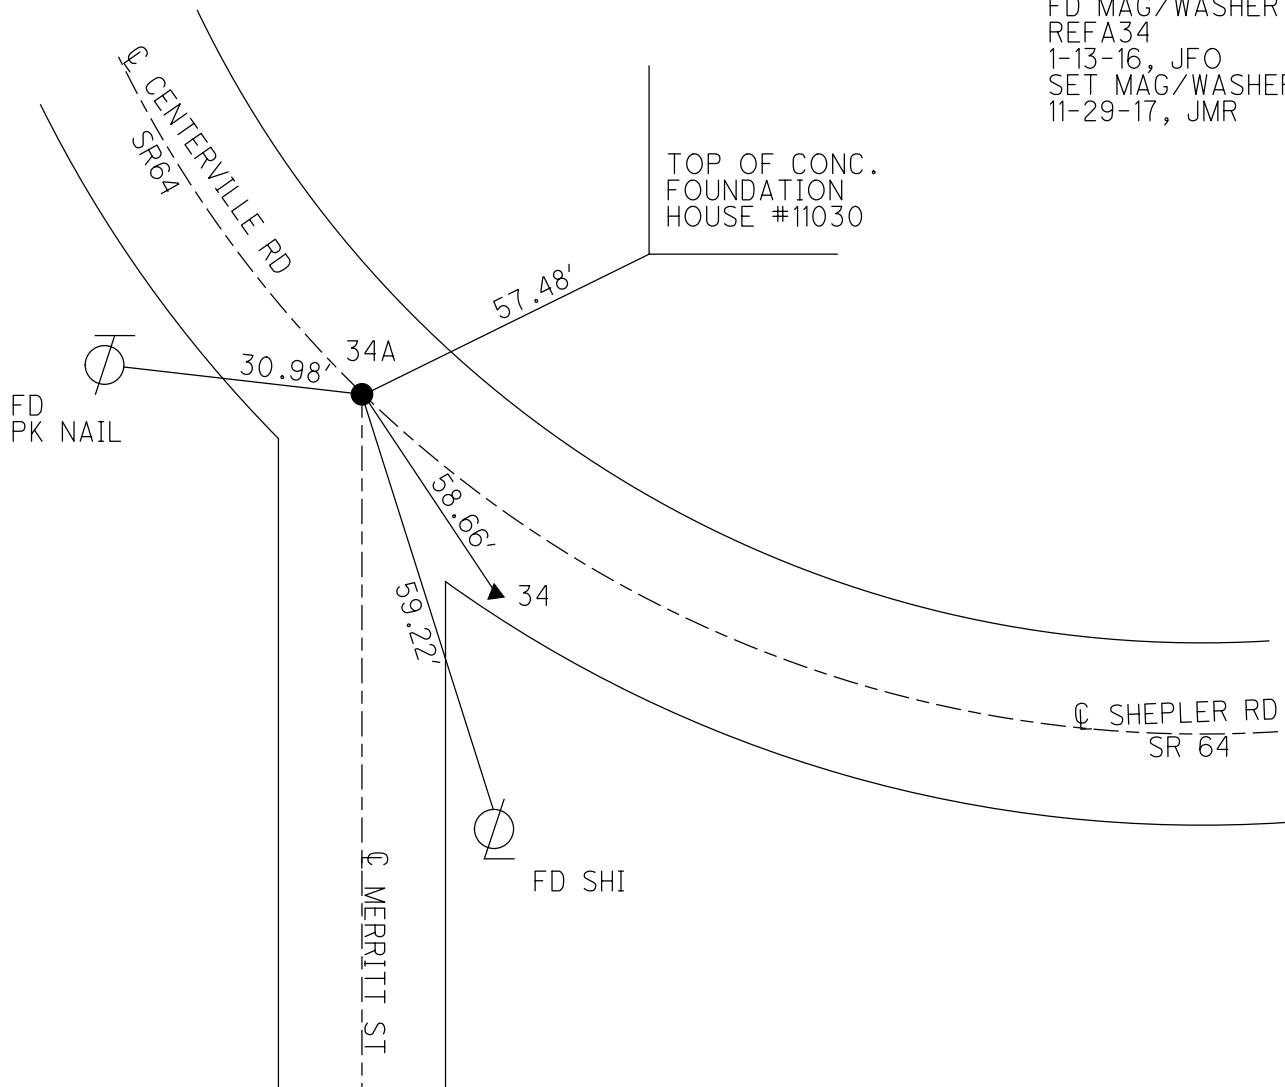 FD MAG/WASHER
REFA34
1-13-16, JFO
SET MAG/WASHER
11-29-17, JMR
℄ CENTERVILLE RD
SR64
TOP OF CONC.
FOUNDATION
HOUSE #11030
57.48'
34A
30.98'
FD
PK NAIL
58.66'
34
59.22'
℄ SHEPLER RD
SR 64
FD SHI
℄ MERRITT ST